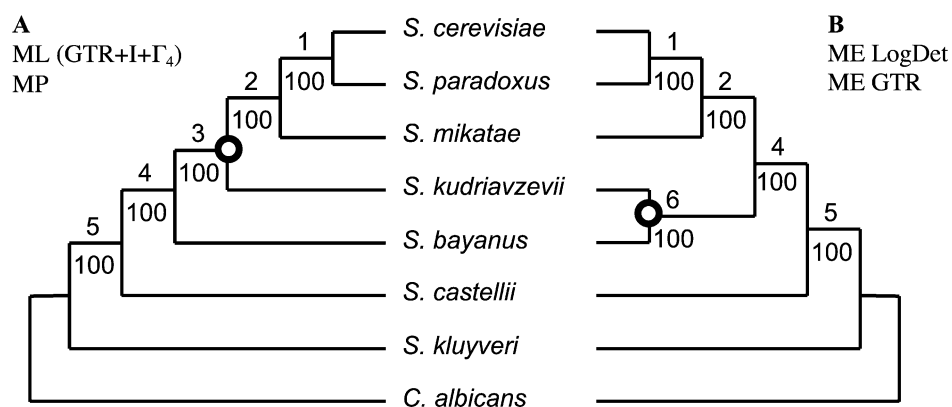 A
ML (GTR+I+Γ₄)
MP
B
ME LogDet
ME GTR
S. cerevisiae
S. paradoxus
S. mikatae
S. kudriavzevii
S. bayanus
S. castellii
S. kluyveri
C. albicans
1
100
2
100
3
100
4
100
5
100
1
100
2
100
4
100
6
100
5
100